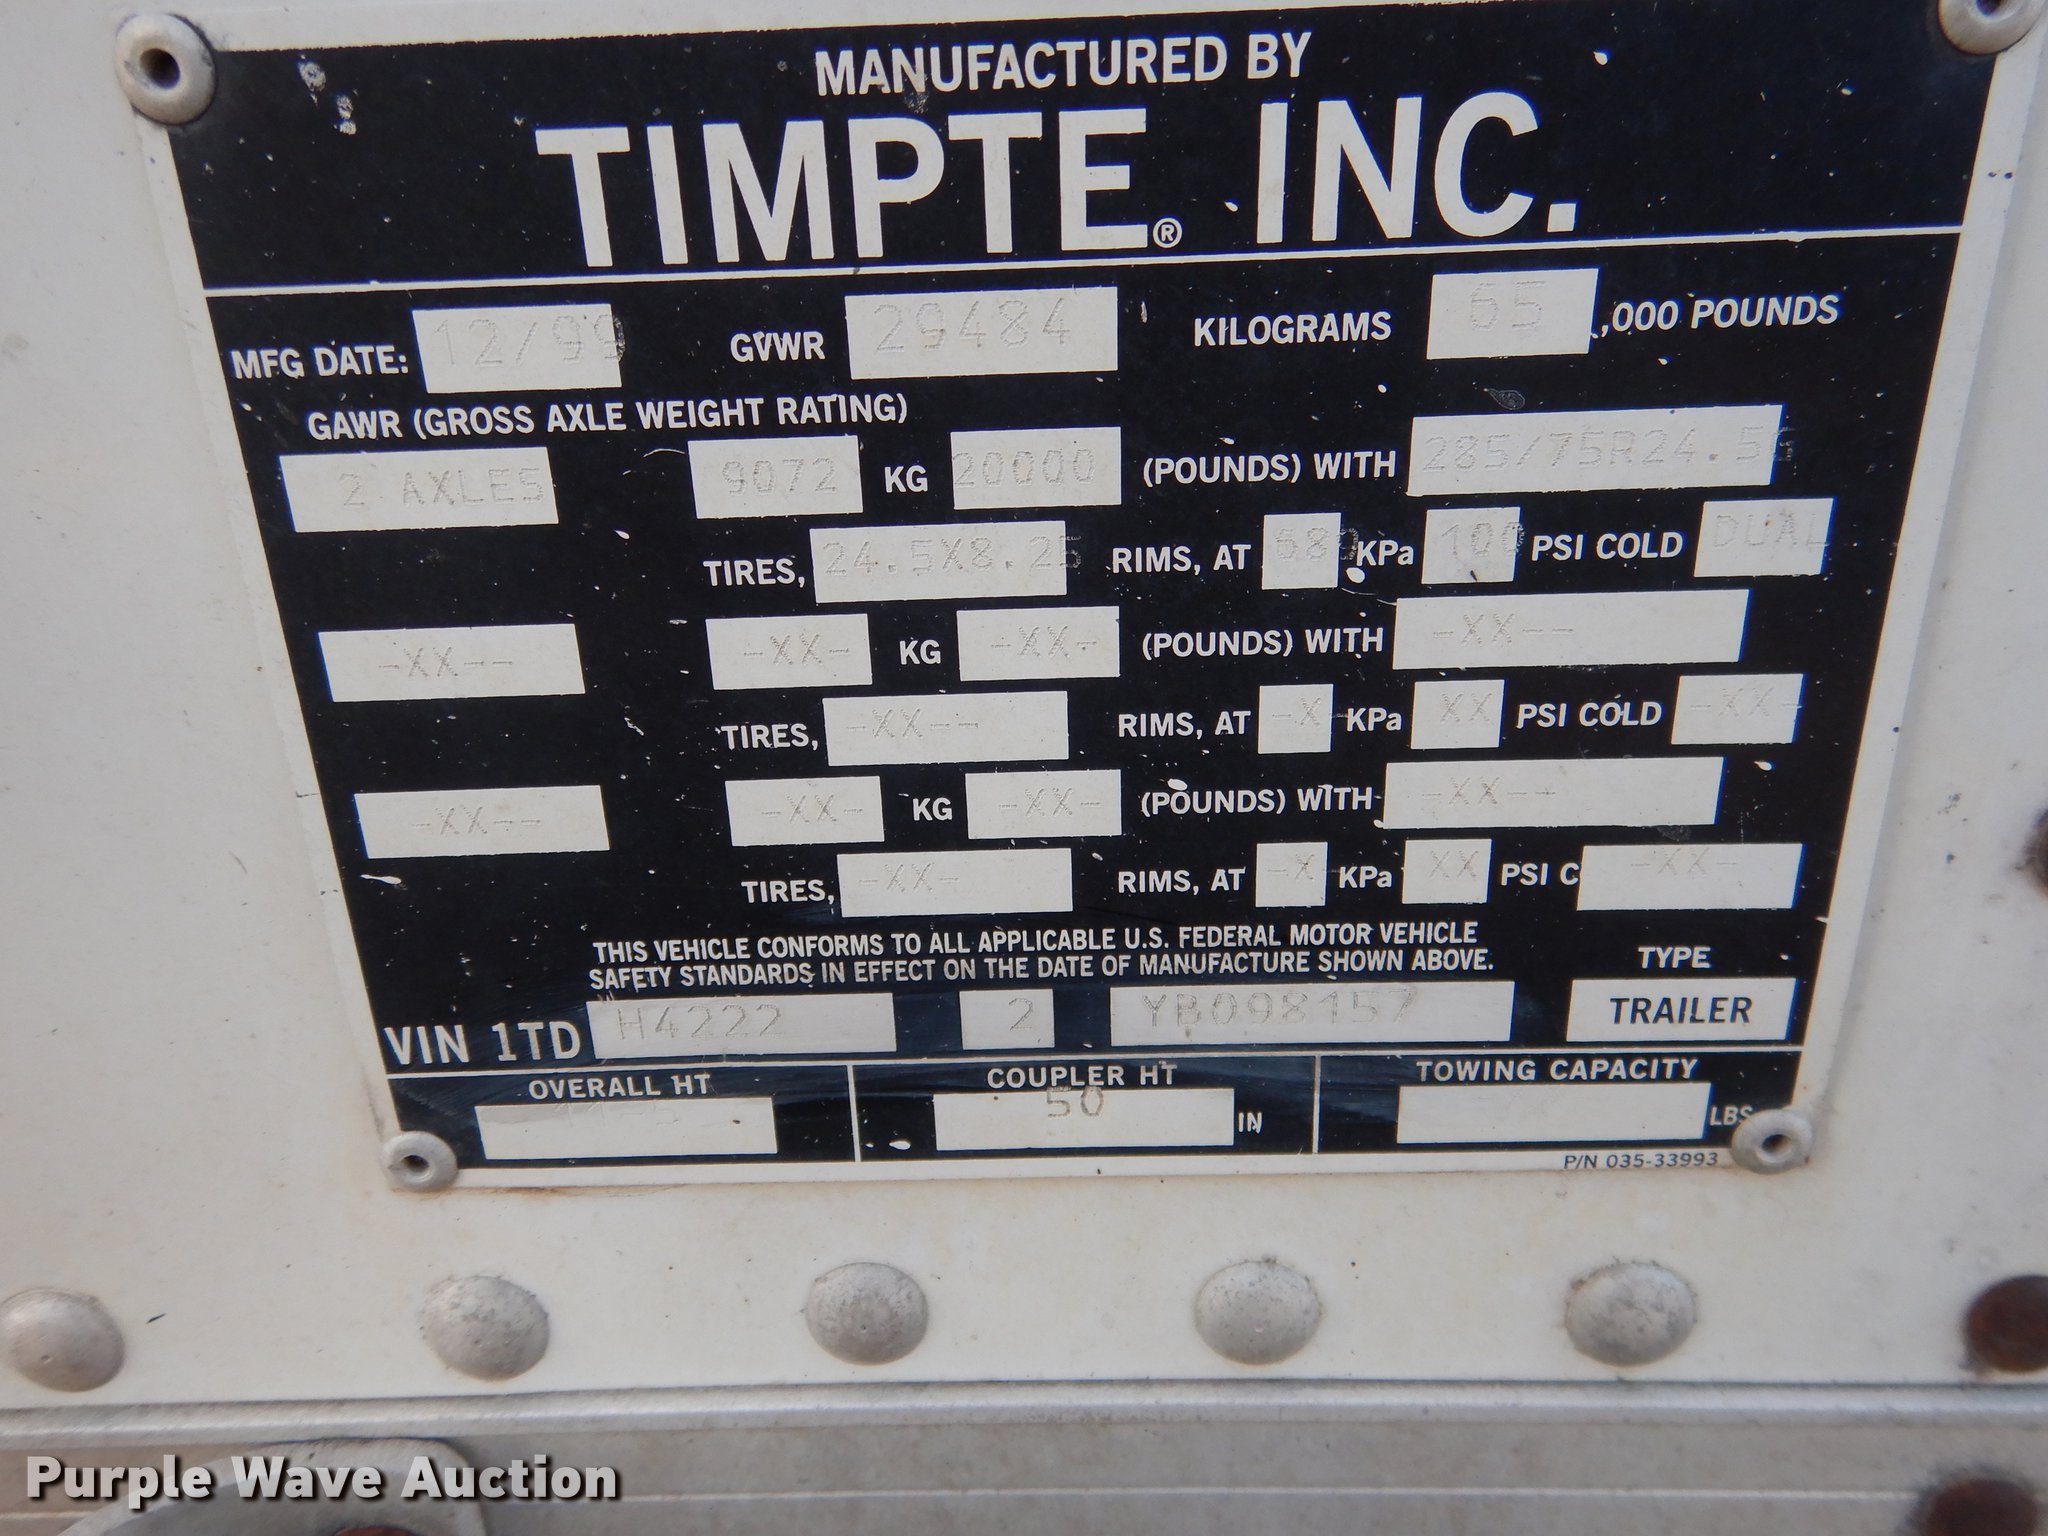 MANUFACTURED BY
TIMPTE® INC.
MFG DATE: 12/99 GVWR 29484 KILOGRAMS 65 ,000 POUNDS
GAWR (GROSS AXLE WEIGHT RATING)
2 AXLES 9072 KG 20000 (POUNDS) WITH 285/75R24.5G
TIRES, 24.5X8.25 RIMS, AT 689 KPa 100 PSI COLD DUAL
-XX-- -XX- KG -XX- (POUNDS) WITH -XX--
TIRES, -XX-- RIMS, AT -X- KPa XX PSI COLD -XX-
-XX-- -XX- KG -XX- (POUNDS) WITH -XX--
TIRES, -XX-- RIMS, AT -X KPa XX PSI C -XX-
THIS VEHICLE CONFORMS TO ALL APPLICABLE U.S. FEDERAL MOTOR VEHICLE
SAFETY STANDARDS IN EFFECT ON THE DATE OF MANUFACTURE SHOWN ABOVE.
TYPE
VIN 1TD H4222 2 YB098157 TRAILER
OVERALL HT COUPLER HT TOWING CAPACITY
50 IN LBS
P/N 035-33993
Purple Wave Auction